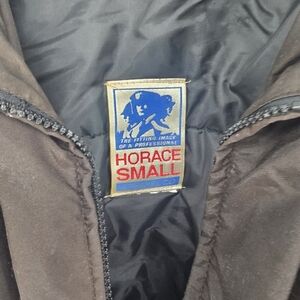 THE FITTING IMAGE
OF A PROFESSIONAL
HORACE
SMALL